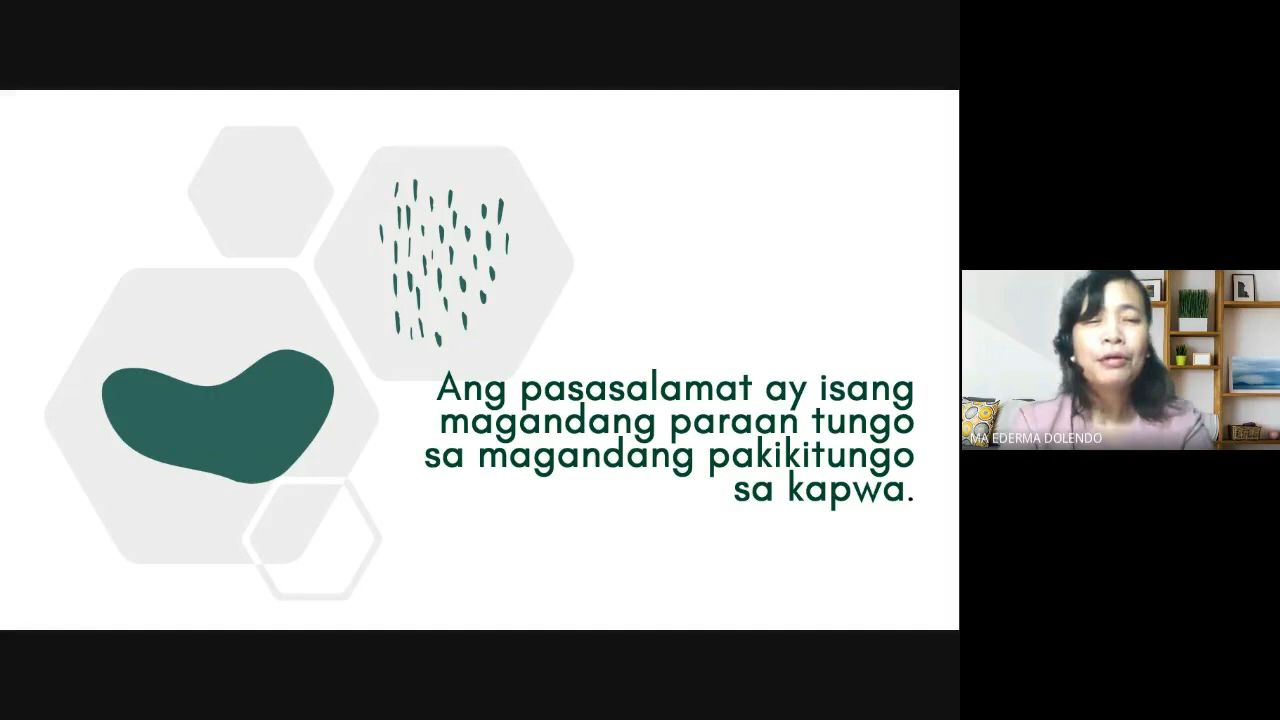 Ang pasasalamat ay isang
magandang paraan tungo
sa magandang pakikitungo
sa kapwa.
MA EDERMA DOLENDO